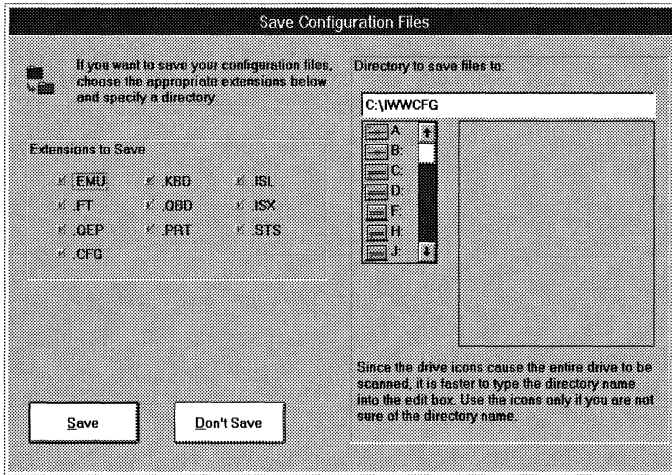 Save Configuration Files
If you want to save your configuration files,
choose the appropriate extensions below
and specify a directory
Extensions to Save
.EMU
.KBD
.ISL
.FT
.QBD
.ISX
.QEP
.PRT
.STS
.CFG
Save
Don't Save
Directory to save files to:
C:\IWWCFG
A:
B:
C:
D:
F:
H:
J:
Since the drive icons cause the entire drive to be
scanned, it is faster to type the directory name
into the edit box. Use the icons only if you are not
sure of the directory name.